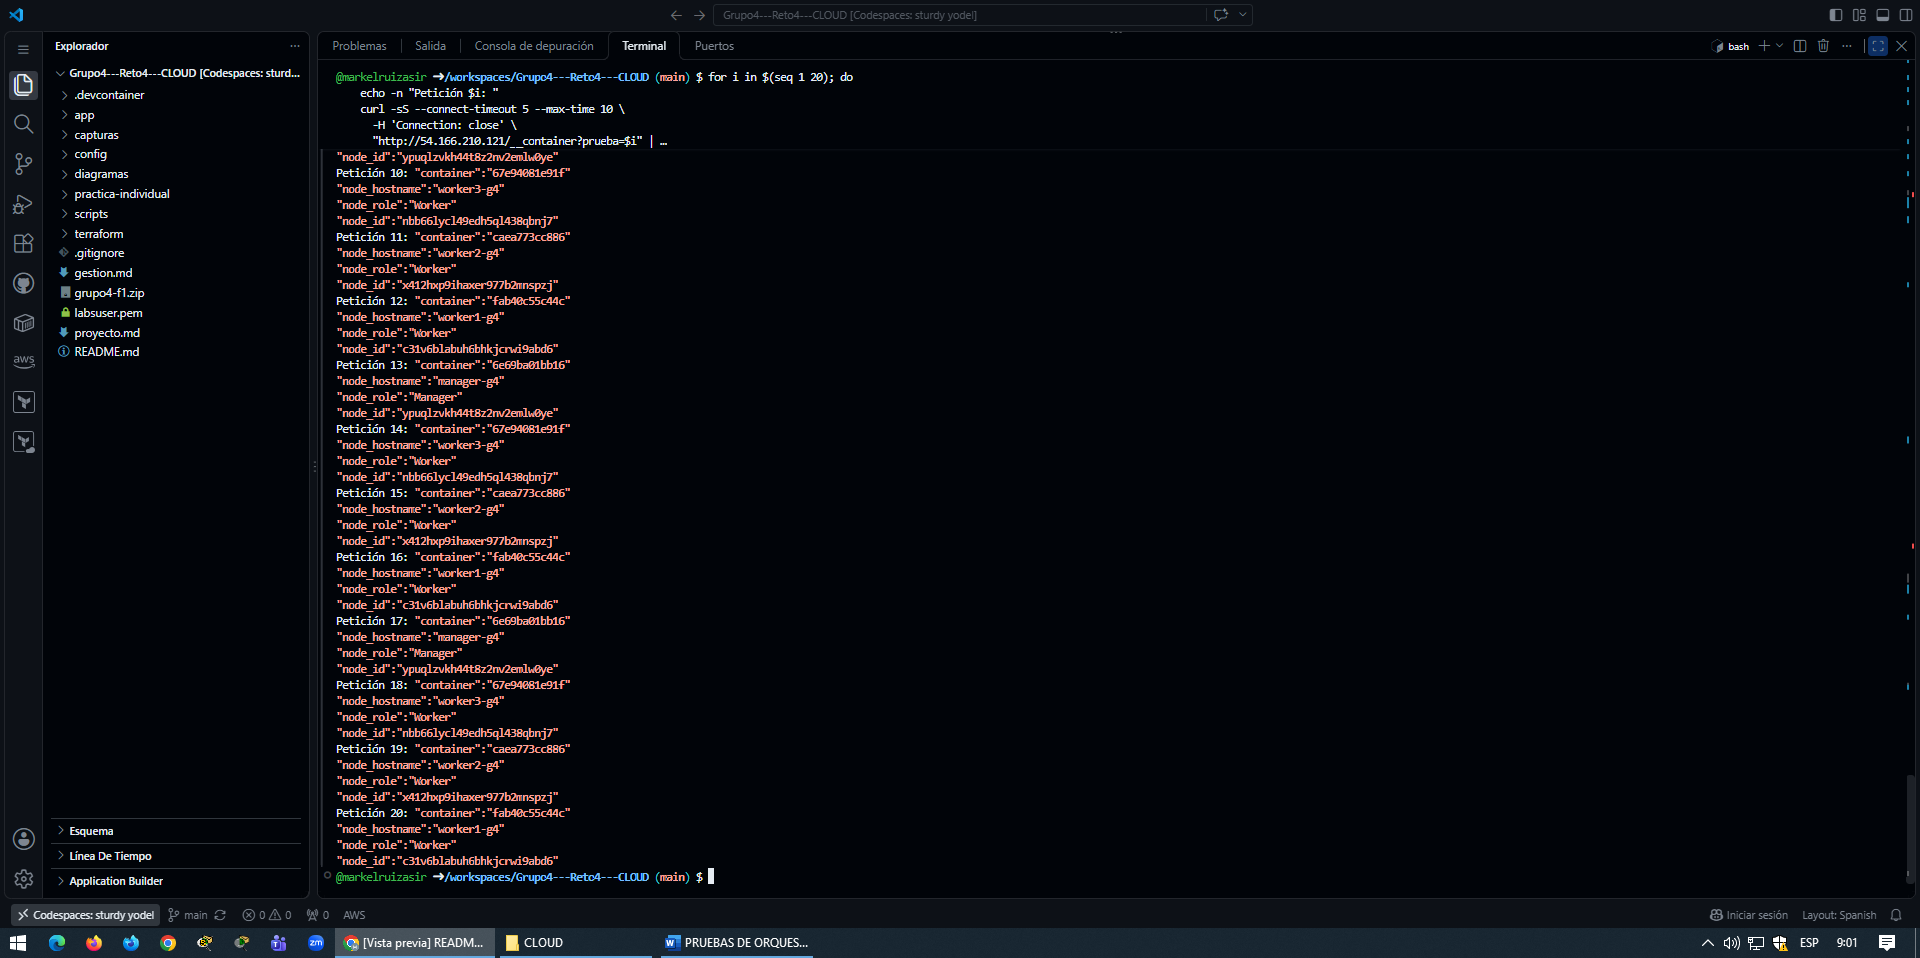 Grupo4---Reto4---CLOUD [Codespaces: sturdy yodel]
Explorador
Grupo4---Reto4---CLOUD [Codespaces: sturd...
.devcontainer
app
capturas
config
diagramas
practica-individual
scripts
terraform
.gitignore
gestion.md
grupo4-f1.zip
labsuser.pem
proyecto.md
README.md
aws
Esquema
Línea De Tiempo
Application Builder
Problemas
Salida
Consola de depuración
Terminal
Puertos
bash
@markelruizasir →/workspaces/Grupo4---Reto4---CLOUD (main) $ for i in $(seq 1 20); do
echo -n "Petición $i: "
curl -sS --connect-timeout 5 --max-time 10 \
-H 'Connection: close' \
"http://54.166.210.121/__container?prueba=$i" | …
"node_id":"ypuqlzvkh44t8z2nv2emlw0ye"
Petición 10: "container":"67e94081e91f"
"node_hostname":"worker3-g4"
"node_role":"Worker"
"node_id":"nbb66lycl49edh5ql438qbnj7"
Petición 11: "container":"caea773cc886"
"node_hostname":"worker2-g4"
"node_role":"Worker"
"node_id":"x412hxp9ihaxer977b2mnspzj"
Petición 12: "container":"fab40c55c44c"
"node_hostname":"worker1-g4"
"node_role":"Worker"
"node_id":"c31v6blabuh6bhkjcrwi9abd6"
Petición 13: "container":"6e69ba01bb16"
"node_hostname":"manager-g4"
"node_role":"Manager"
"node_id":"ypuqlzvkh44t8z2nv2emlw0ye"
Petición 14: "container":"67e94081e91f"
"node_hostname":"worker3-g4"
"node_role":"Worker"
"node_id":"nbb66lycl49edh5ql438qbnj7"
Petición 15: "container":"caea773cc886"
"node_hostname":"worker2-g4"
"node_role":"Worker"
"node_id":"x412hxp9ihaxer977b2mnspzj"
Petición 16: "container":"fab40c55c44c"
"node_hostname":"worker1-g4"
"node_role":"Worker"
"node_id":"c31v6blabuh6bhkjcrwi9abd6"
Petición 17: "container":"6e69ba01bb16"
"node_hostname":"manager-g4"
"node_role":"Manager"
"node_id":"ypuqlzvkh44t8z2nv2emlw0ye"
Petición 18: "container":"67e94081e91f"
"node_hostname":"worker3-g4"
"node_role":"Worker"
"node_id":"nbb66lycl49edh5ql438qbnj7"
Petición 19: "container":"caea773cc886"
"node_hostname":"worker2-g4"
"node_role":"Worker"
"node_id":"x412hxp9ihaxer977b2mnspzj"
Petición 20: "container":"fab40c55c44c"
"node_hostname":"worker1-g4"
"node_role":"Worker"
"node_id":"c31v6blabuh6bhkjcrwi9abd6"
@markelruizasir →/workspaces/Grupo4---Reto4---CLOUD (main) $
Codespaces: sturdy yodel
main
0 0
0
AWS
Iniciar sesión
Layout: Spanish
zm
[Vista previa] READM...
CLOUD
PRUEBAS DE ORQUES...
ESP
9:01